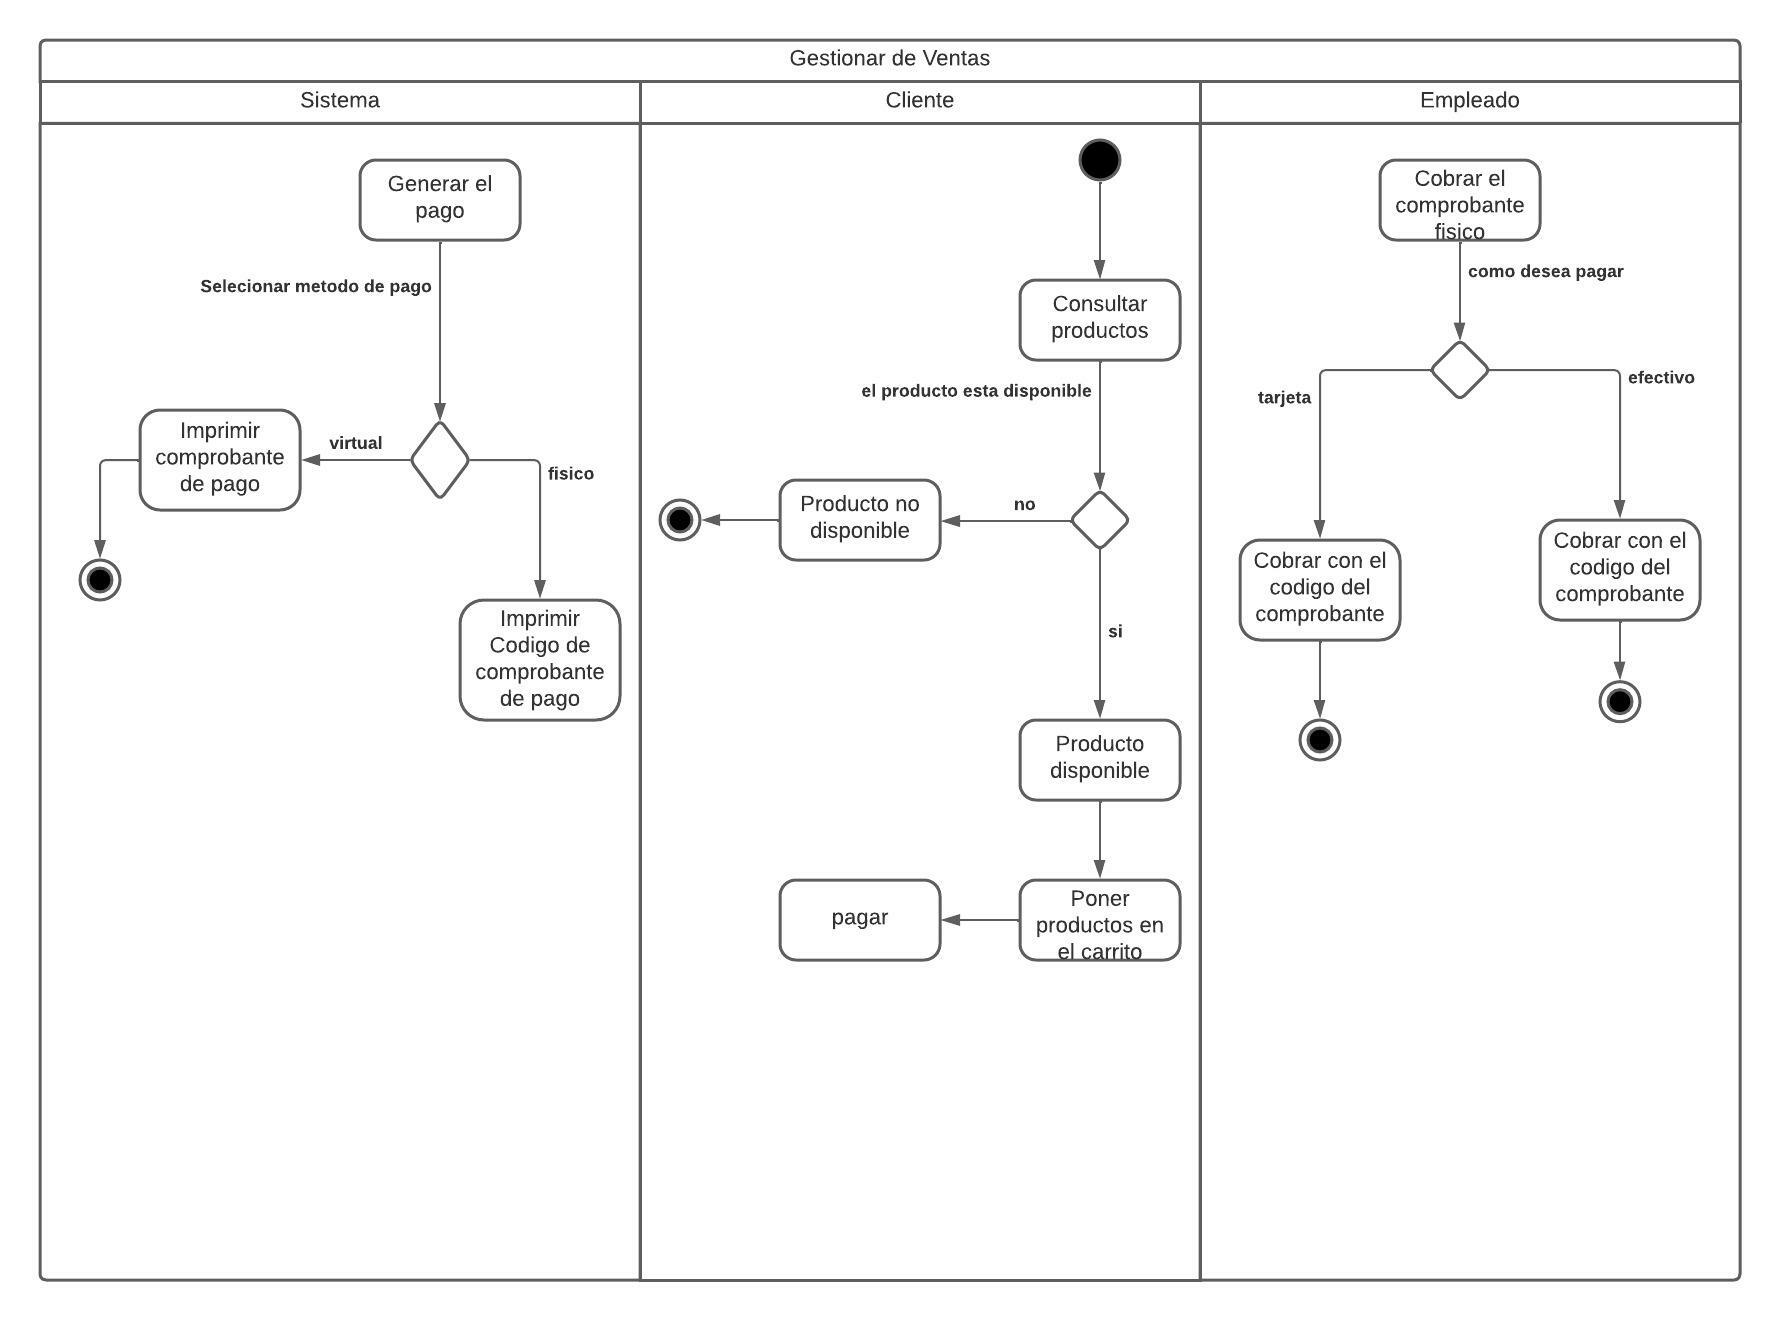 Gestionar de Ventas
Sistema
Cliente
Empleado
Generar el
pago
Selecionar metodo de pago
virtual
fisico
Imprimir
comprobante
de pago
Imprimir
Codigo de
comprobante
de pago
Consultar
productos
el producto esta disponible
no
Producto no
disponible
si
Producto
disponible
Poner
productos en
el carrito
pagar
Cobrar el
comprobante
fisico
como desea pagar
tarjeta
efectivo
Cobrar con el
codigo del
comprobante
Cobrar con el
codigo del
comprobante